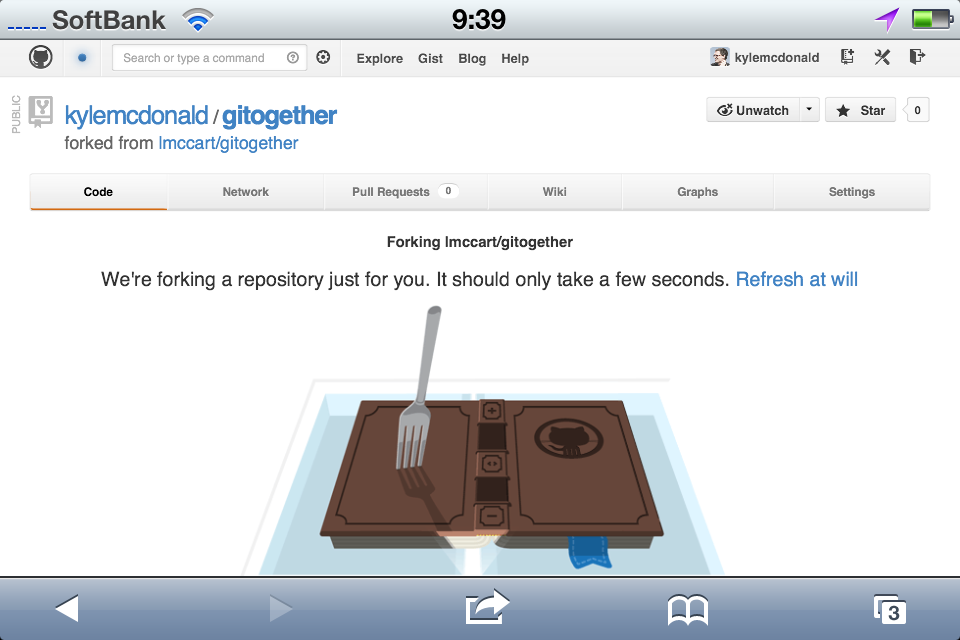 SoftBank 9:39
Search or type a command
Explore Gist Blog Help
kylemcdonald
PUBLIC
kylemcdonald / gitogether
forked from lmccart/gitogether
Unwatch Star 0
Code Network Pull Requests 0 Wiki Graphs Settings
Forking lmccart/gitogether
We're forking a repository just for you. It should only take a few seconds. Refresh at will
3